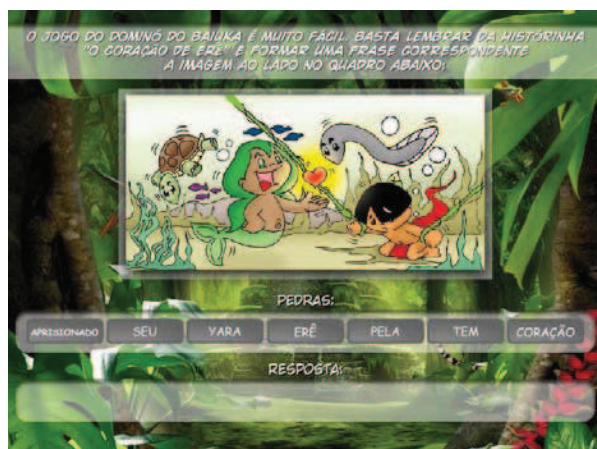 O JOGO DO DOMINÓ DO BAIUKA É MUITO FÁCIL. BASTA LEMBRAR DA HISTÓRINHA
"O CORAÇÃO DE ERÊ" E FORMAR UMA FRASE CORRESPONDENTE
A IMAGEM AO LADO NO QUADRO ABAIXO:
PEDRAS:
APRISIONADO SEU YARA ERÊ PELA TEM CORAÇÃO
RESPOSTA: